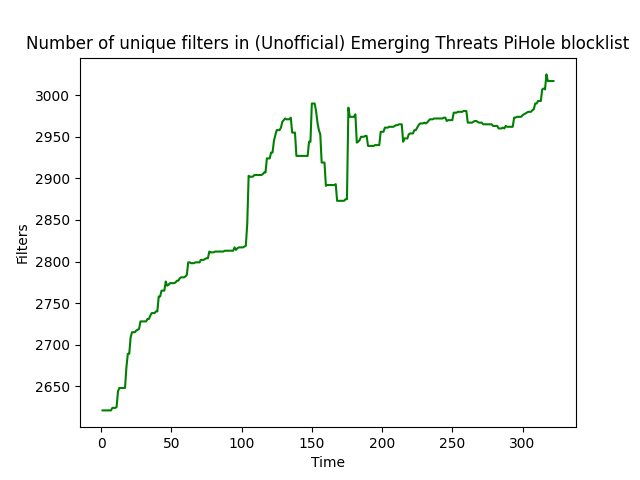 Number of unique filters in (Unofficial) Emerging Threats PiHole blocklist
3000
2950
2900
2850
2800
2750
2700
2650
Filters
0 50 100 150 200 250 300
Time